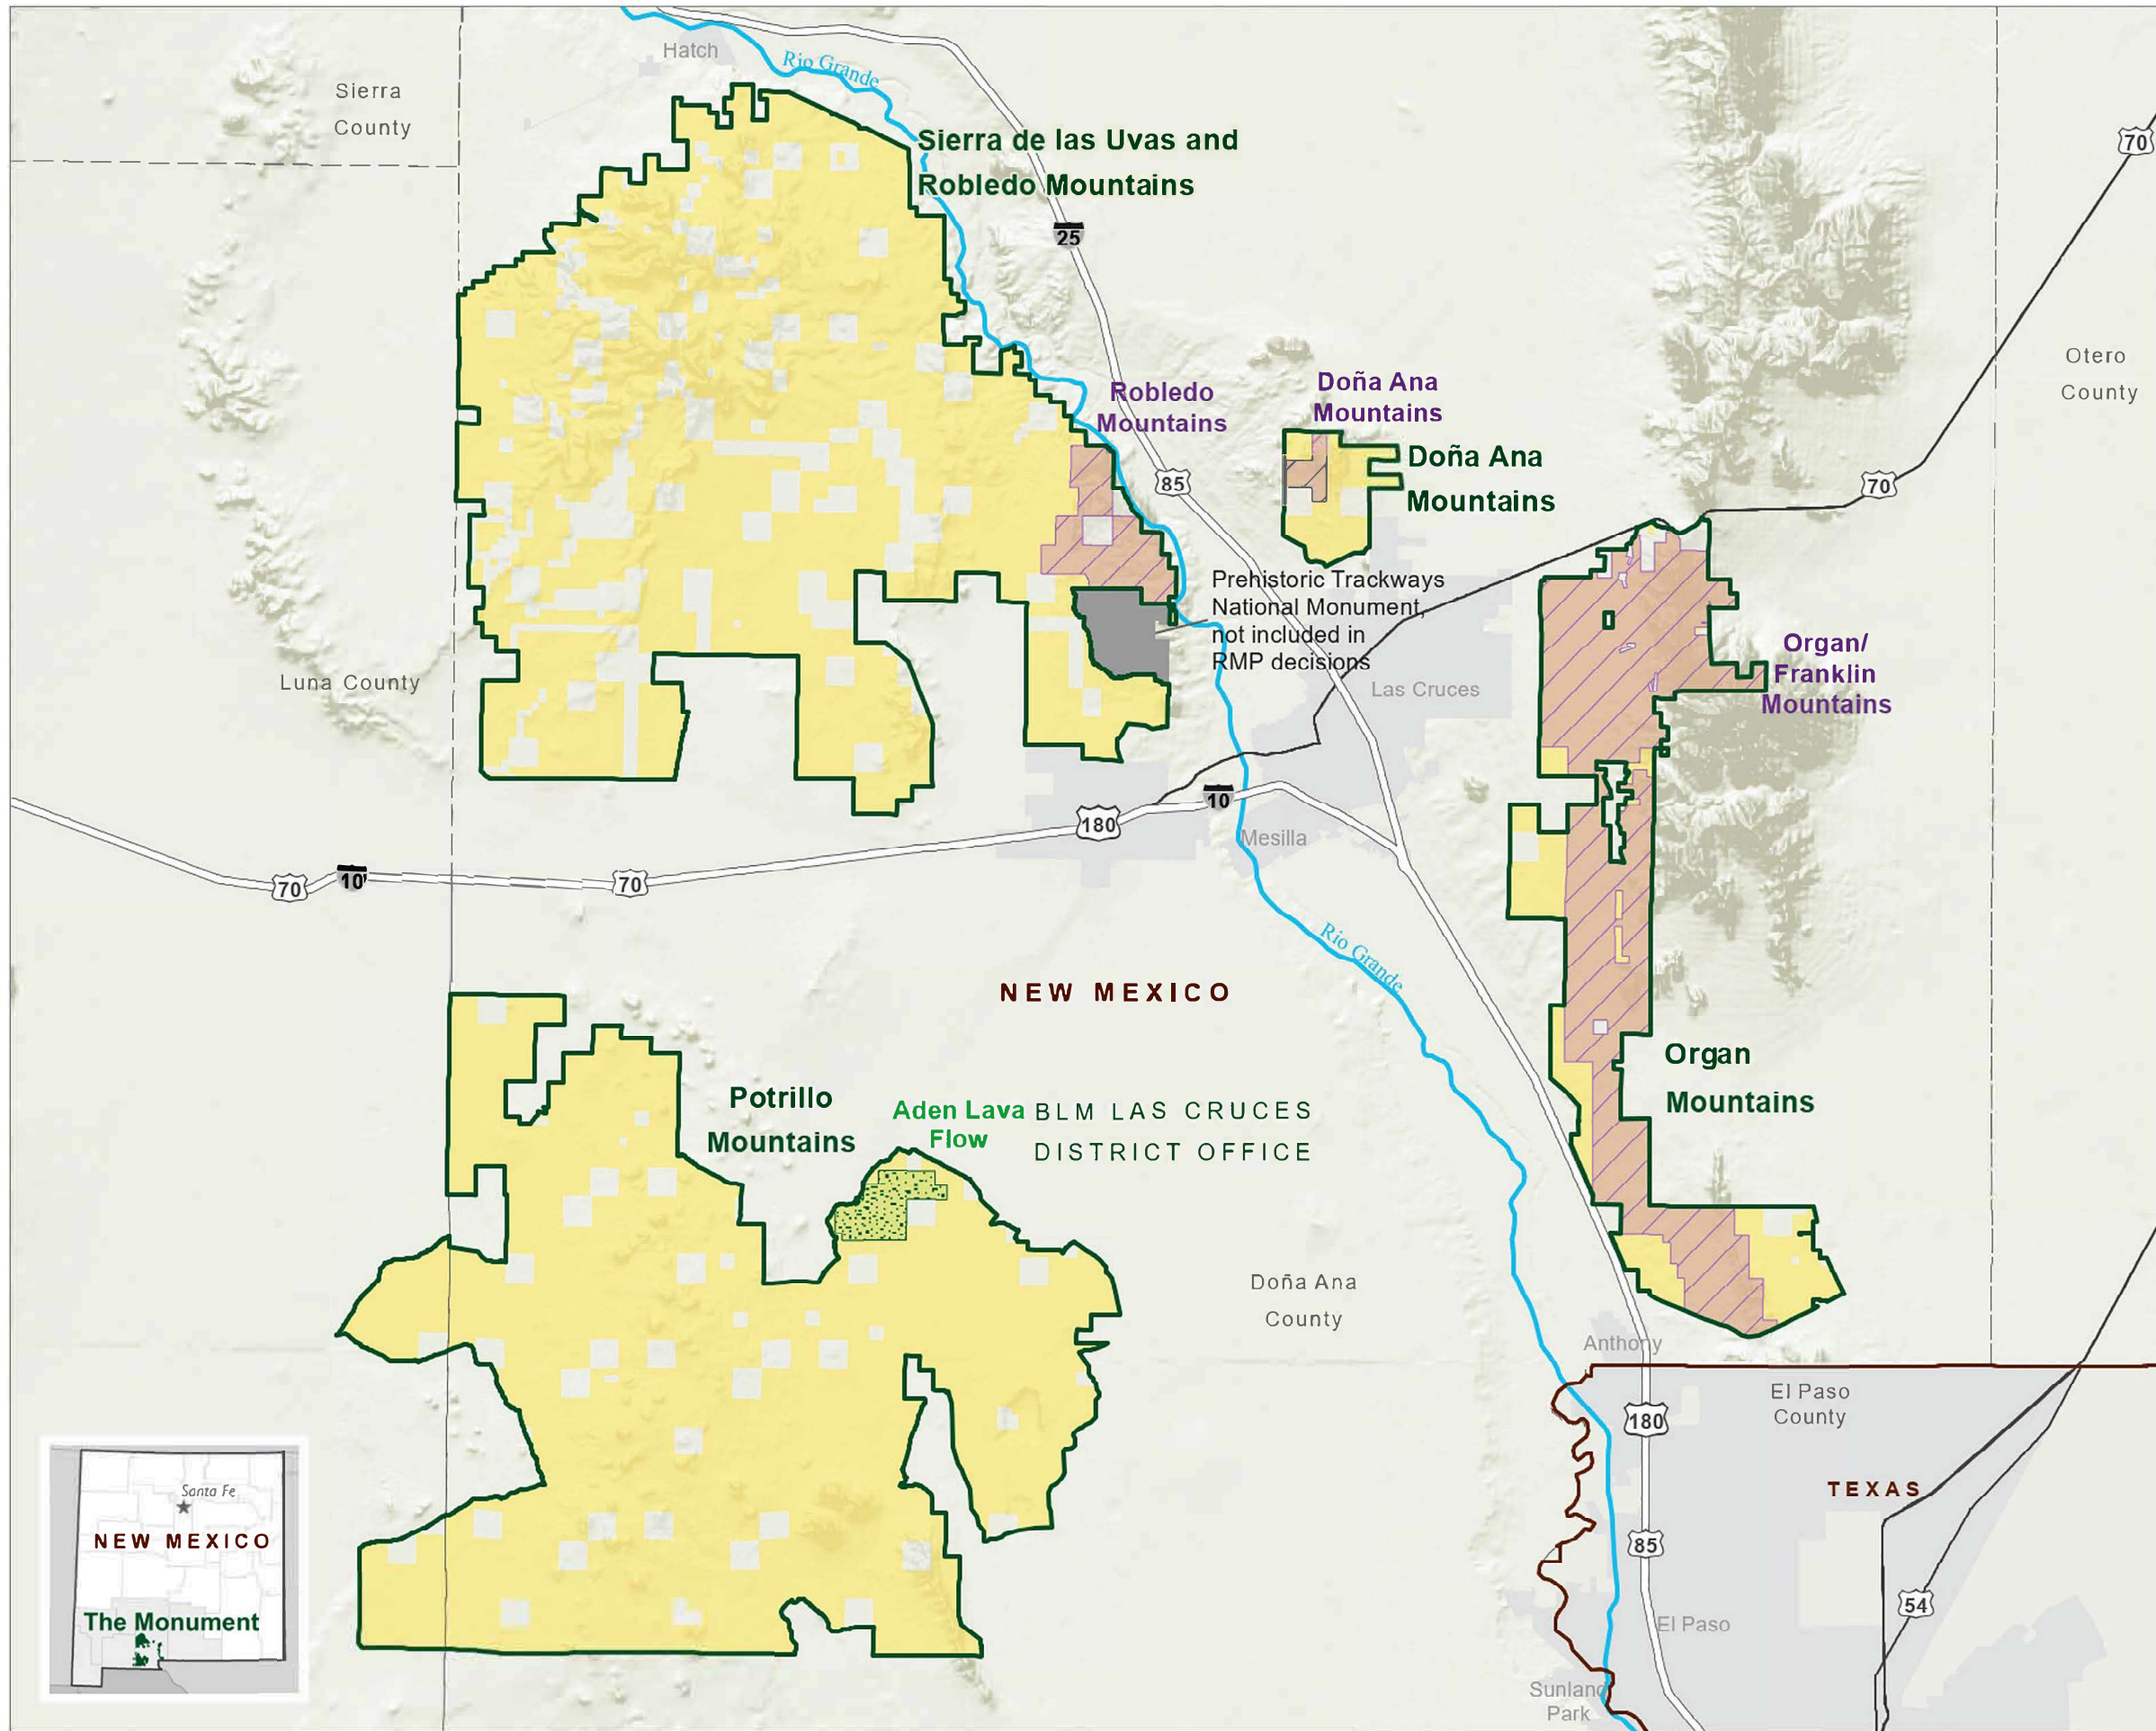 Hatch
Rio Grande
Sierra
County
70
Sierra de las Uvas and
Robledo Mountains
25
Otero
County
Robledo
Mountains
Doña Ana
Mountains
Doña Ana
Mountains
85
70
Prehistoric Trackways
National Monument,
not included in
RMP decisions
Organ/
Franklin
Mountains
Luna County
Las Cruces
10
180
Mesilla
70
10
70
Rio Grande
NEW MEXICO
Organ
Mountains
Potrillo
Mountains
Aden Lava
Flow
BLM LAS CRUCES
DISTRICT OFFICE
Doña Ana
County
Anthony
El Paso
County
180
TEXAS
85
54
El Paso
Sunland
Park
Santa Fe
NEW MEXICO
The Monument